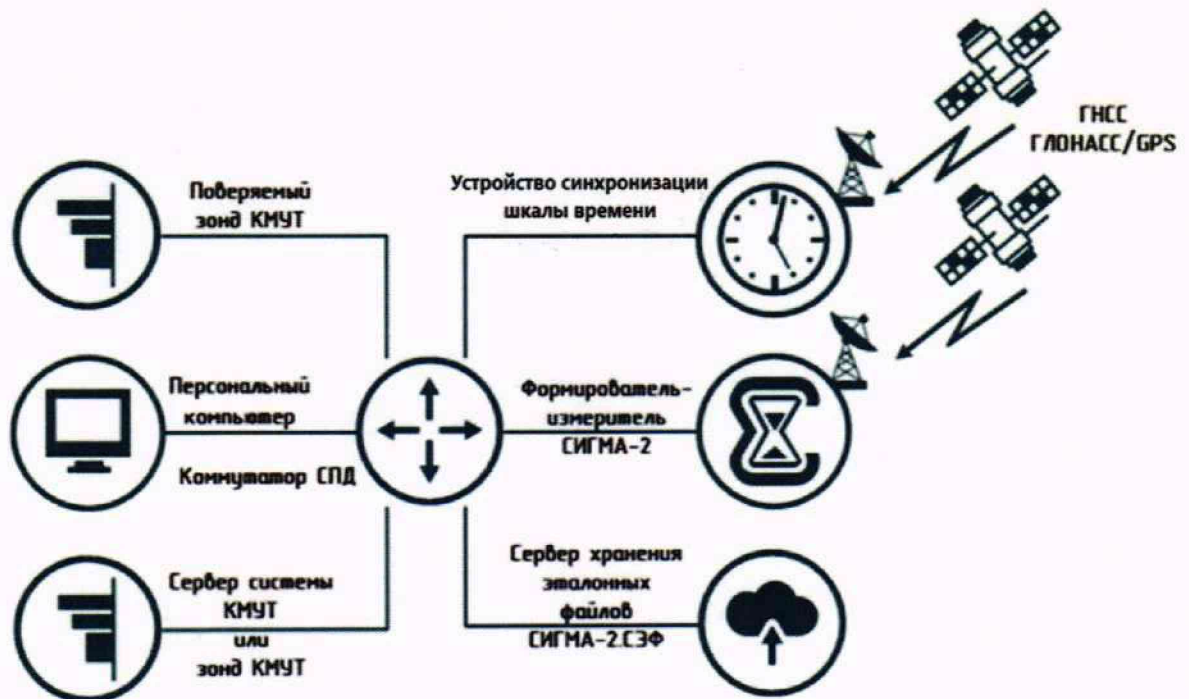 ГНСС
ГЛОНАСС/GPS
Поверяемый
зонд КМУТ
Устройство синхронизации
шкалы времени
Персональный
компьютер
Формирователь-
измеритель
СИГМА-2
Коммутатор СПД
Сервер системы
КМУТ
или
зонд КМУТ
Сервер хранения
эталонных
файлов
СИГМА-2.СЭФ